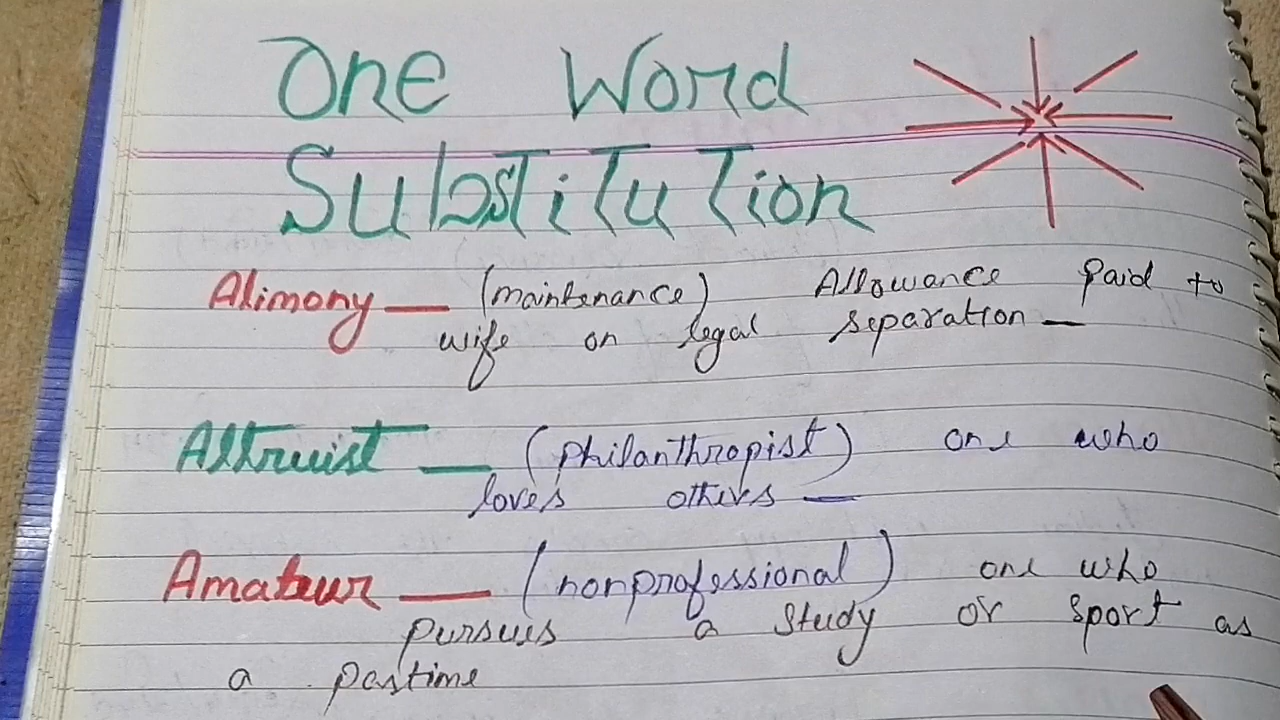 One Word
Substitution
Alimony — (maintenance) Allowance paid to
wife on legal separation —
Altruist — (philanthropist) one who
loves others —
Amateur — (nonprofessional) one who
pursues a study or sport as
a pastime